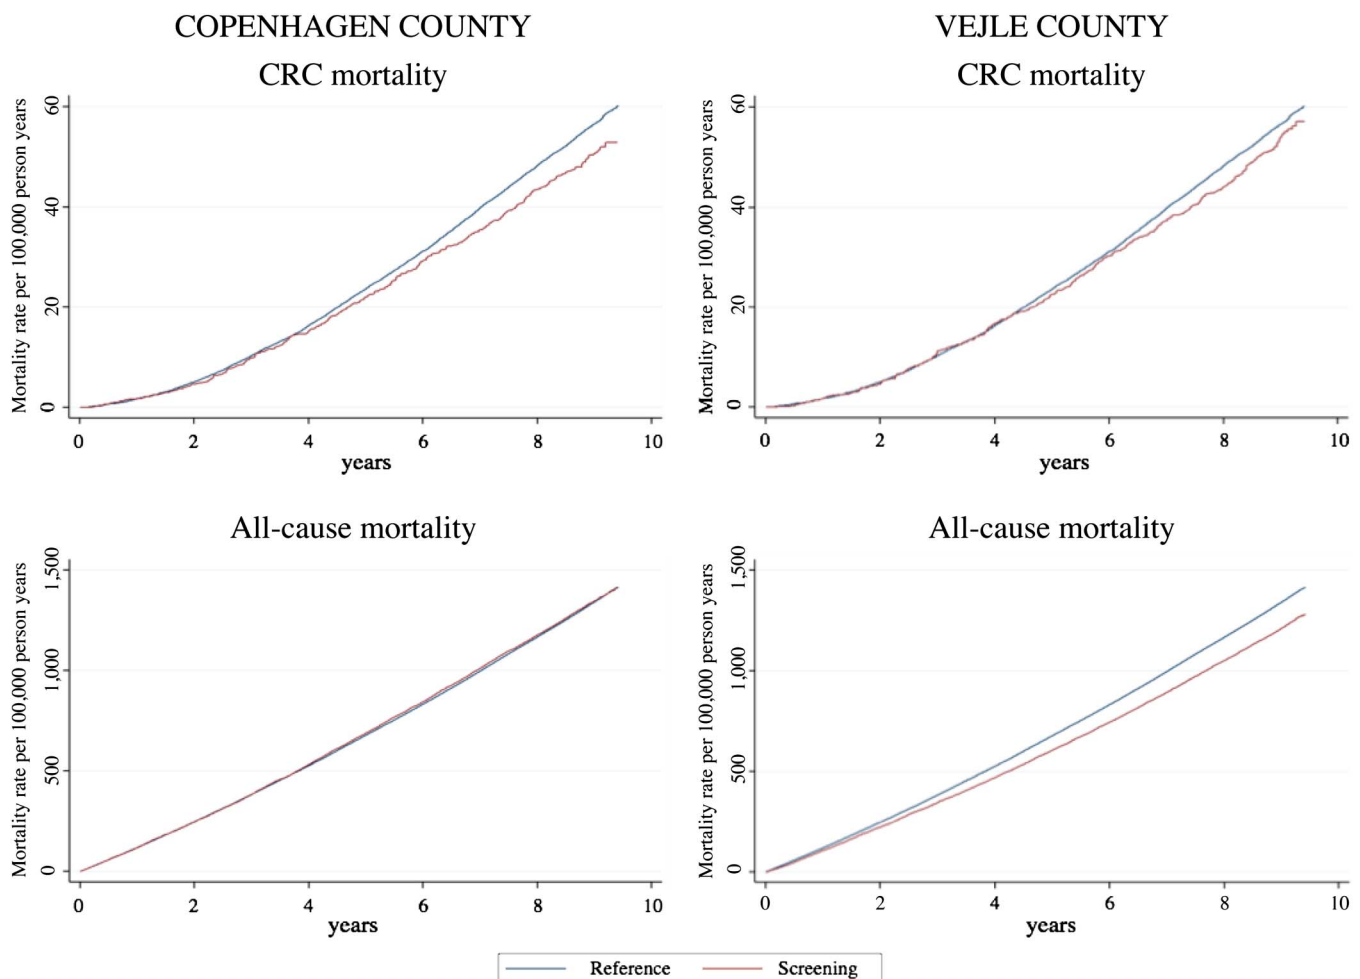 COPENHAGEN COUNTY
CRC mortality
Mortality rate per 100,000 person years
60
40
20
0
0 2 4 6 8 10
years
VEJLE COUNTY
CRC mortality
Mortality rate per 100,000 person years
60
40
20
0
0 2 4 6 8 10
years
All-cause mortality
Mortality rate per 100,000 person years
1,500
1,000
500
0
0 2 4 6 8 10
years
All-cause mortality
Mortality rate per 100,000 person years
1,500
1,000
500
0
0 2 4 6 8 10
years
Reference Screening